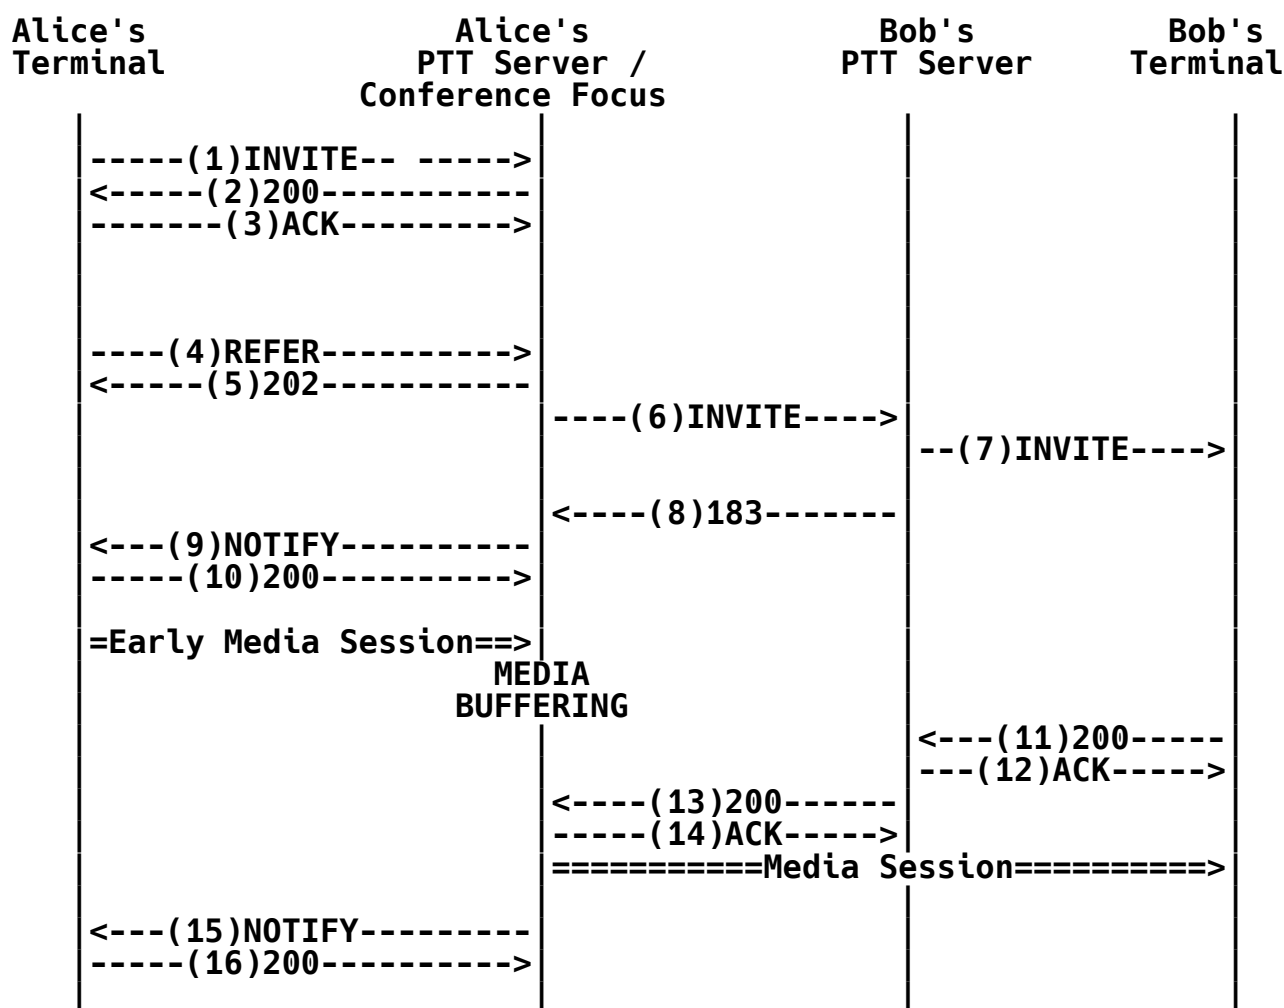 Alice's Alice's Bob's Bob's
Terminal PTT Server / PTT Server Terminal
Conference Focus
-----(1)INVITE-- ----->
<-----(2)200-----------
-------(3)ACK--------->
----(4)REFER---------->
<-----(5)202-----------
----(6)INVITE---->
--(7)INVITE---->
<----(8)183-------
<---(9)NOTIFY----------
-----(10)200---------->
=Early Media Session==>
MEDIA
BUFFERING
<---(11)200-----
---(12)ACK----->
<----(13)200------
-----(14)ACK----->
===========Media Session==========>
<---(15)NOTIFY---------
-----(16)200---------->